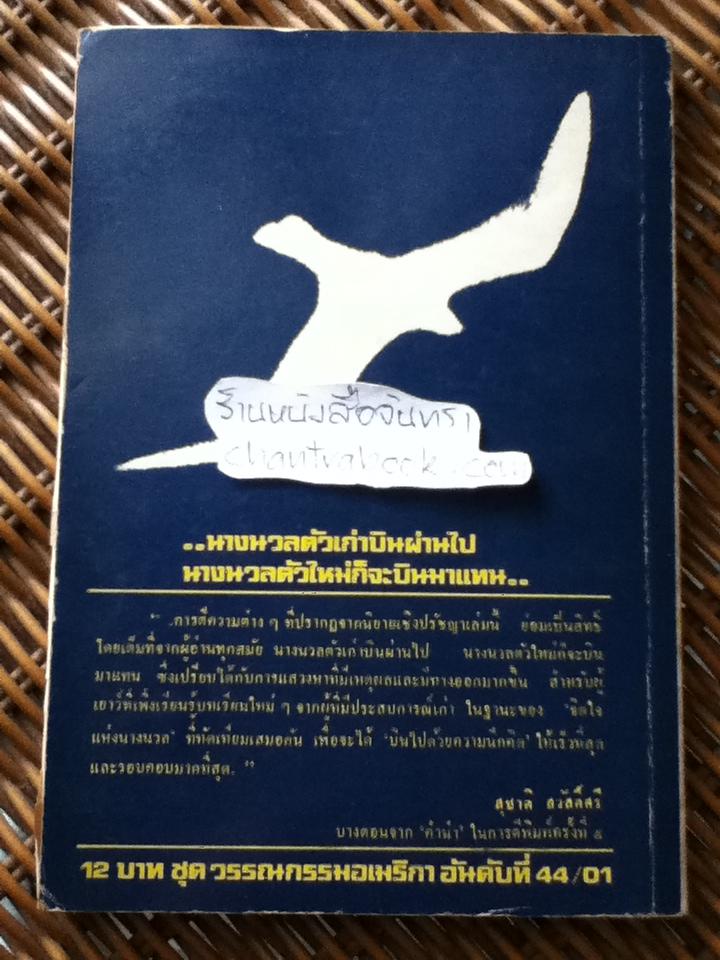 ร้านหนังสือจันทรา
chantrabook.com
..นางนวลตัวเก่าบินผ่านไป
นางนวลตัวใหม่ก็จะบินมาแทน..
“ .การตีความต่าง ๆ ที่ปรากฏจากนิยายเชิงปรัชญาเล่มนี้ ย่อมเป็นสิทธิ์
โดยเต็มที่จากผู้อ่านทุกสมัย นางนวลตัวเก่าบินผ่านไป นางนวลตัวใหม่ก็จะบิน
มาแทน ซึ่งเปรียบได้กับการแสวงหาที่มีเหตุผลและมีทางออกมากขึ้น สำหรับผู้
เยาว์ที่เพิ่งเรียนรู้บทเรียนใหม่ ๆ จากผู้ที่มีประสบการณ์เก่า ในฐานะของ ‘จิตใจ
แห่งนางนวล’ ที่ทัดเทียมเสมอกัน เพื่อจะได้ ‘บินไปด้วยความนึกคิด’ ให้เร็วที่สุด
และรอบคอบมากที่สุด. ”
สุชาติ สวัสดิ์ศรี
บางตอนจาก ‘คำนำ’ ในการตีพิมพ์ครั้งที่ ๕
12 บาท ชุด วรรณกรรมอเมริกา อันดับที่ 44/01